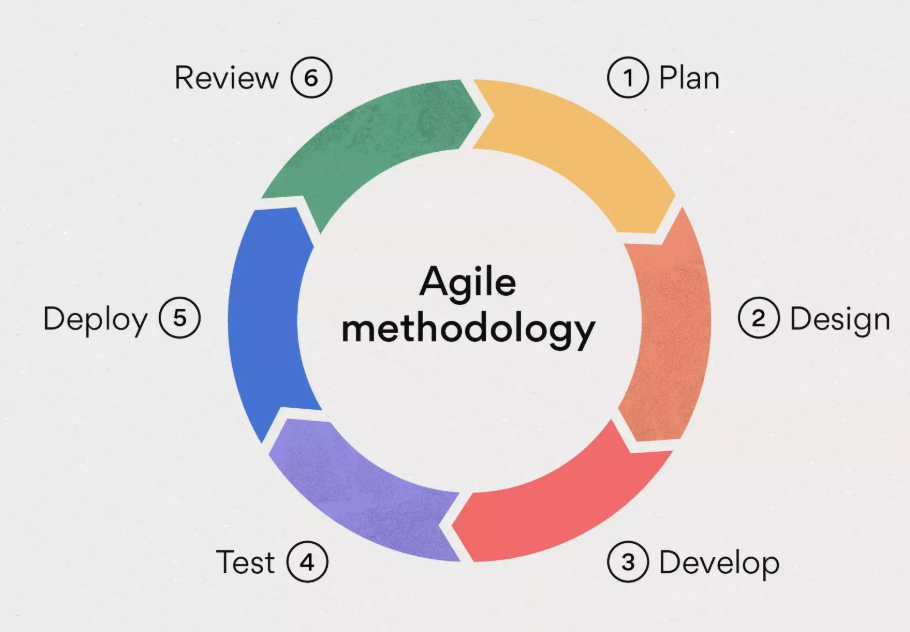 Review 6
1 Plan
Agile
methodology
Deploy 5
2 Design
Test 4
3 Develop